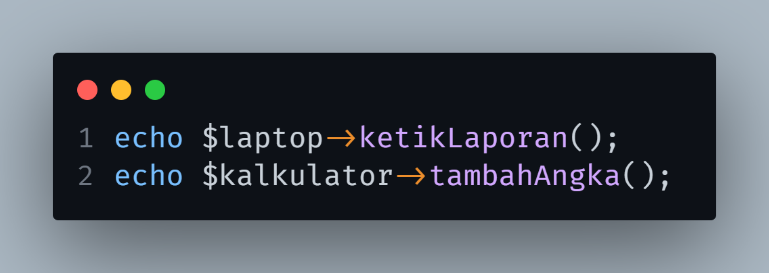 1 echo $laptop->ketikLaporan();
2 echo $kalkulator->tambahAngka();